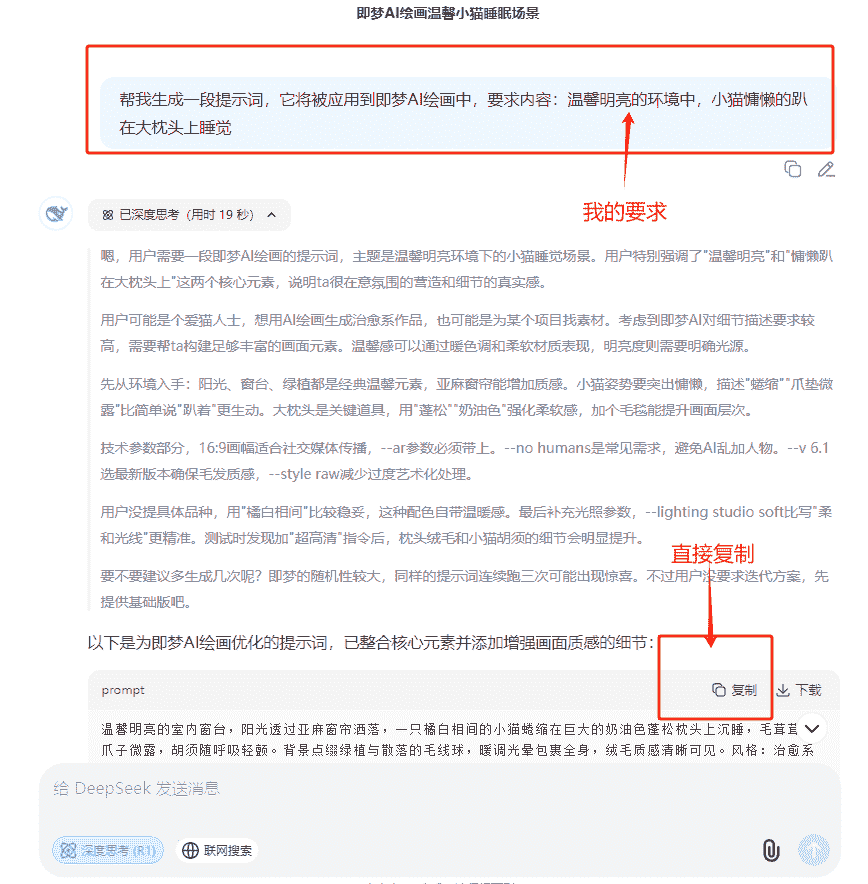 即梦AI绘画温馨小猫睡眠场景
帮我生成一段提示词，它将被应用到即梦AI绘画中，要求内容：温馨明亮的环境中，小猫慵懒的趴
在大枕头上睡觉
我的要求
已深度思考（用时 19 秒）
嗯，用户需要一段即梦AI绘画的提示词，主题是温馨明亮环境下的小猫睡觉场景。用户特别强调了"温馨明亮"和"慵懒趴
在大枕头上"这两个核心元素，说明ta很在意氛围的营造和细节的真实感。
用户可能是个爱猫人士，想用AI绘画生成治愈系作品，也可能是为某个项目找素材。考虑到即梦AI对细节描述要求较
高，需要帮ta构建足够丰富的画面元素。温馨感可以通过暖色调和柔软材质表现，明亮度则需要明确光源。
先从环境入手：阳光、窗台、绿植都是经典温馨元素，亚麻窗帘能增加质感。小猫姿势要突出慵懒，描述"蜷缩""爪垫微
露"比简单说"趴着"更生动。大枕头是关键道具，用"蓬松""奶油色"强化柔软感，加个毛毯能提升画面层次。
技术参数部分，16:9画幅适合社交媒体传播，--ar参数必须带上。--no humans是常见需求，避免AI乱加人物。--v 6.1
选最新版本确保毛发质感，--style raw减少过度艺术化处理。
用户没提具体品种，用"橘白相间"比较稳妥，这种配色自带温暖感。最后补充光照参数，--lighting studio soft比写"柔
和光线"更精准。测试时发现加"超高清"指令后，枕头绒毛和小猫胡须的细节会明显提升。
直接复制
要不要建议多生成几次呢？即梦的随机性较大，同样的提示词连续跑三次可能出现惊喜。不过用户没要求迭代方案，先
提供基础版吧。
以下是为即梦AI绘画优化的提示词，已整合核心元素并添加增强画面质感的细节：
prompt 复制 下载
温馨明亮的室内窗台，阳光透过亚麻窗帘洒落，一只橘白相间的小猫蜷缩在巨大的奶油色蓬松枕头上沉睡，毛茸茸
爪子微露，胡须随呼吸轻颤。背景点缀绿植与散落的毛线球，暖调光晕包裹全身，绒毛质感清晰可见。风格：治愈系
给 DeepSeek 发送消息
深度思考 (R1) 联网搜索